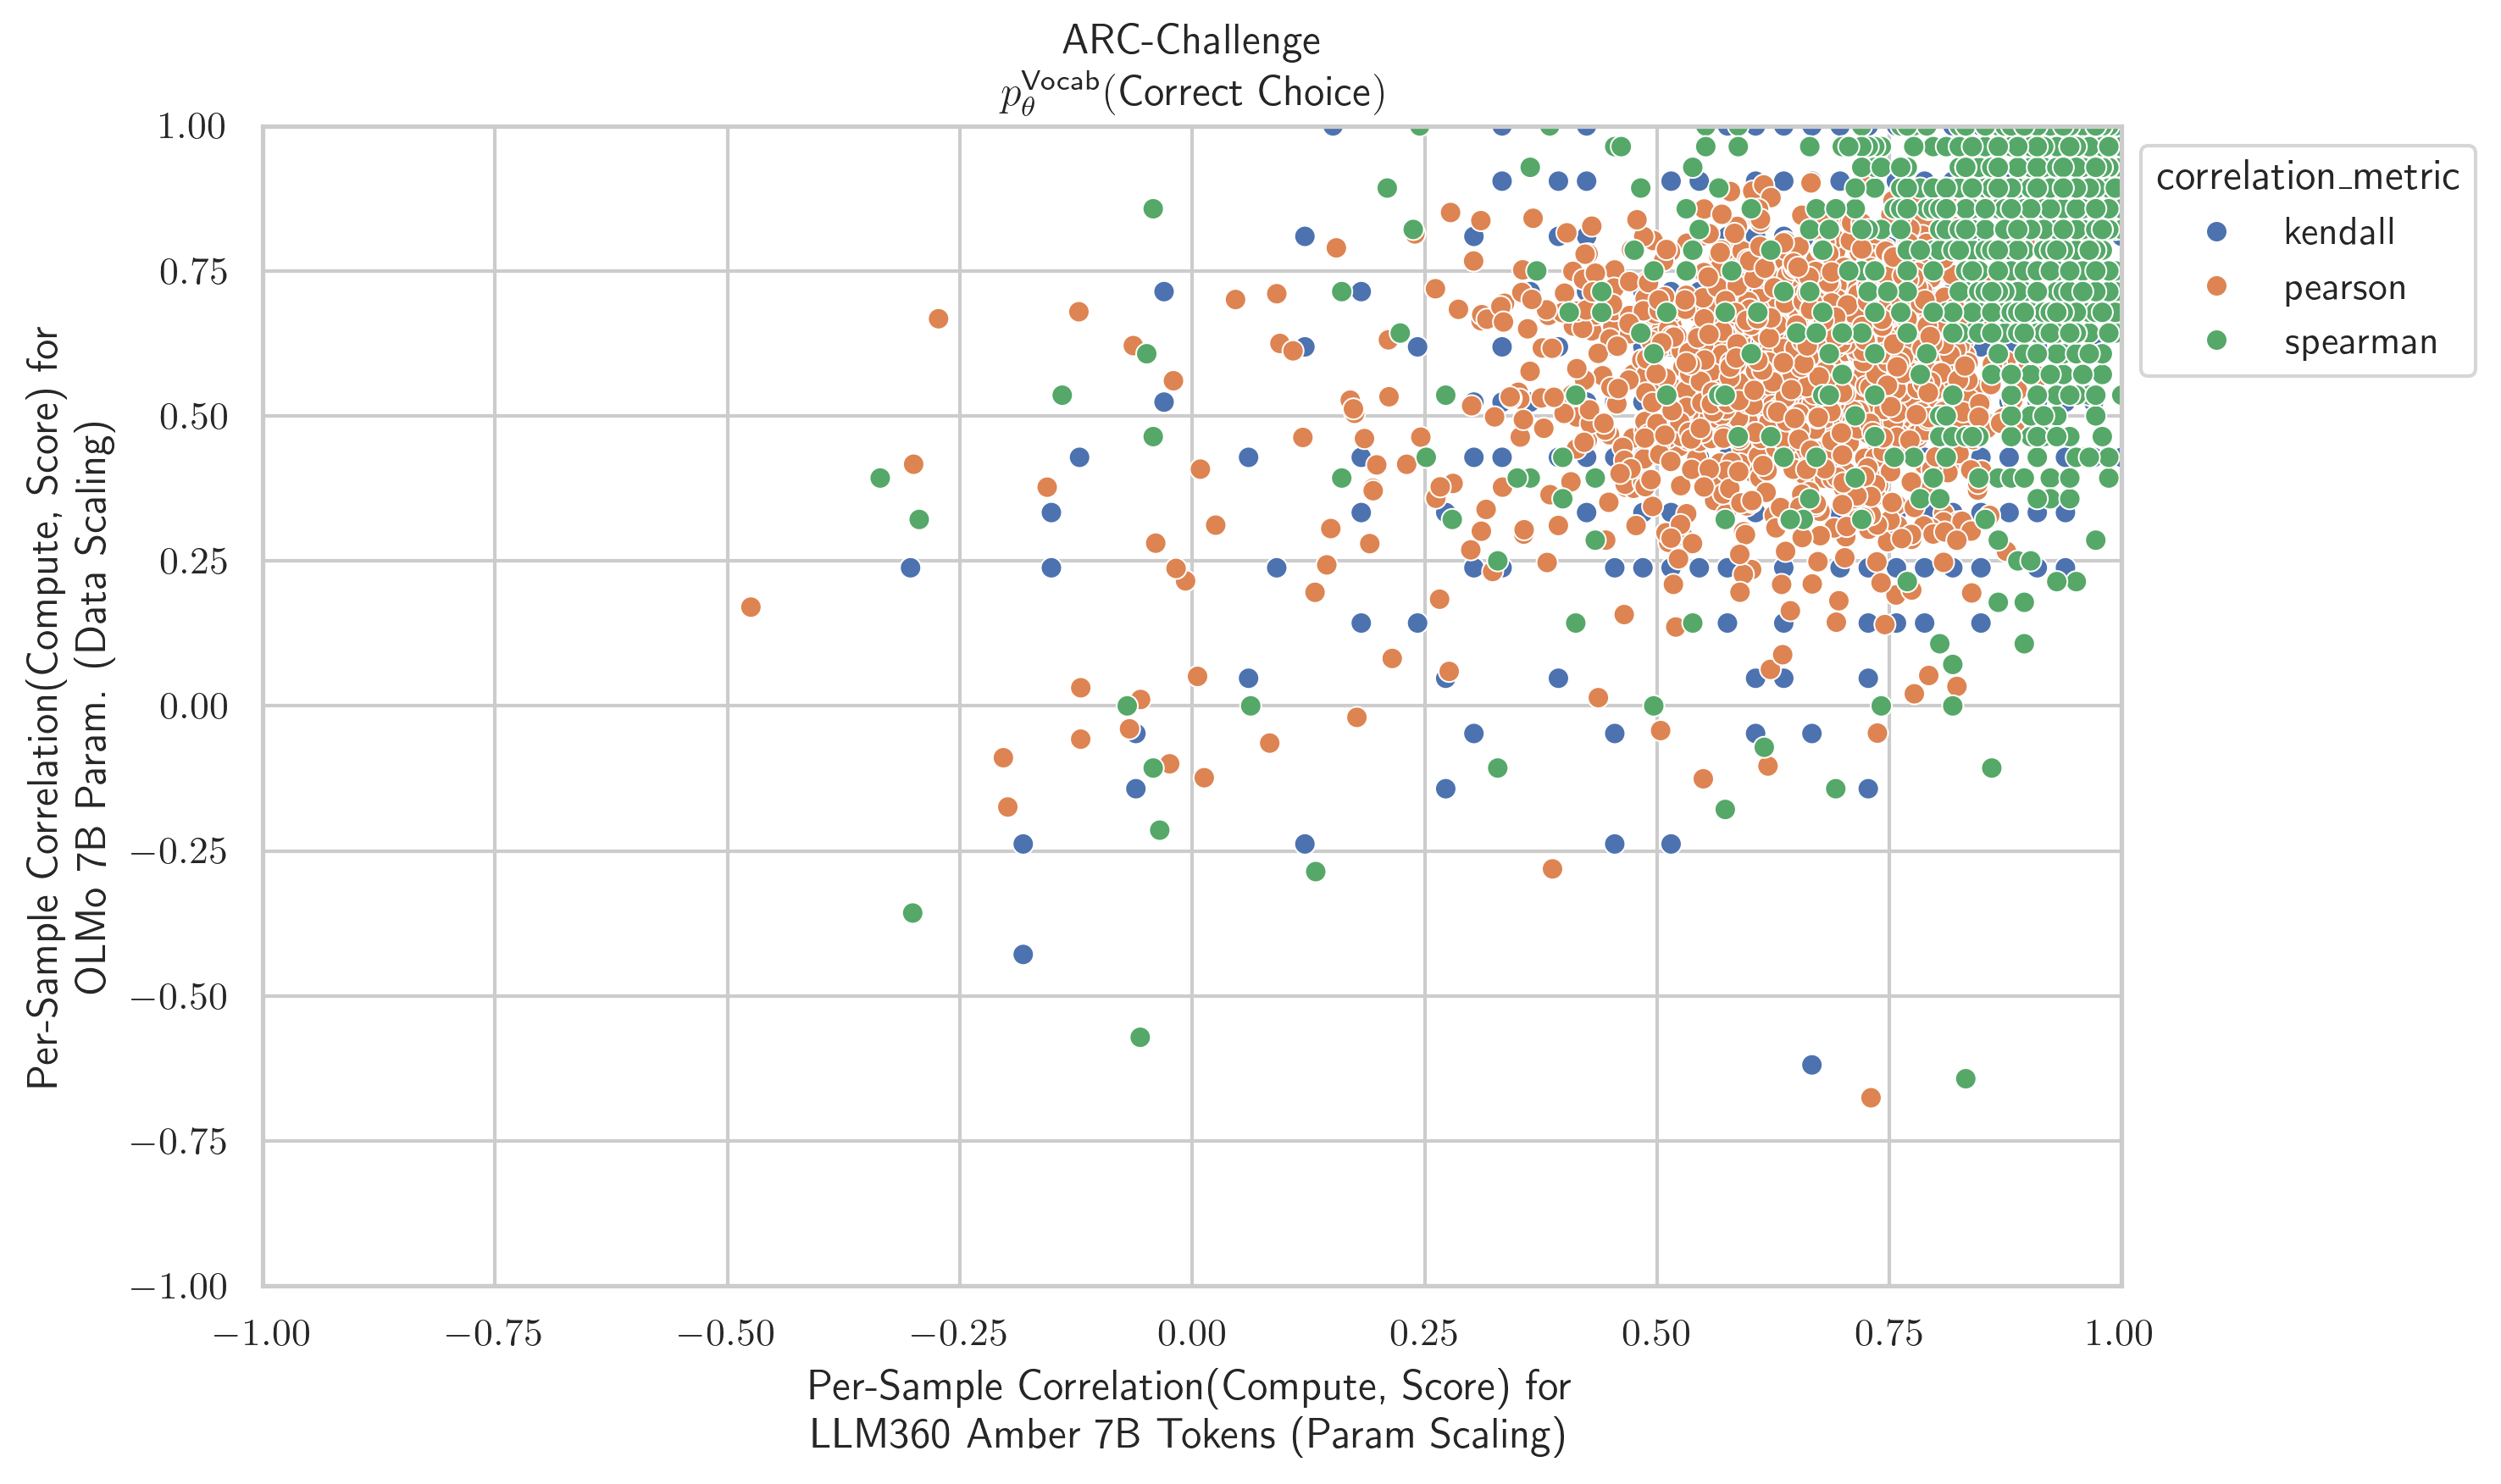 ARC-Challenge
p_θ^Vocab(Correct Choice)
1.00
0.75
0.50
0.25
0.00
−0.25
−0.50
−0.75
−1.00
Per-Sample Correlation(Compute, Score) for
OLMo 7B Param. (Data Scaling)
−1.00 −0.75 −0.50 −0.25 0.00 0.25 0.50 0.75 1.00
Per-Sample Correlation(Compute, Score) for
LLM360 Amber 7B Tokens (Param Scaling)
correlation_metric
kendall
pearson
spearman